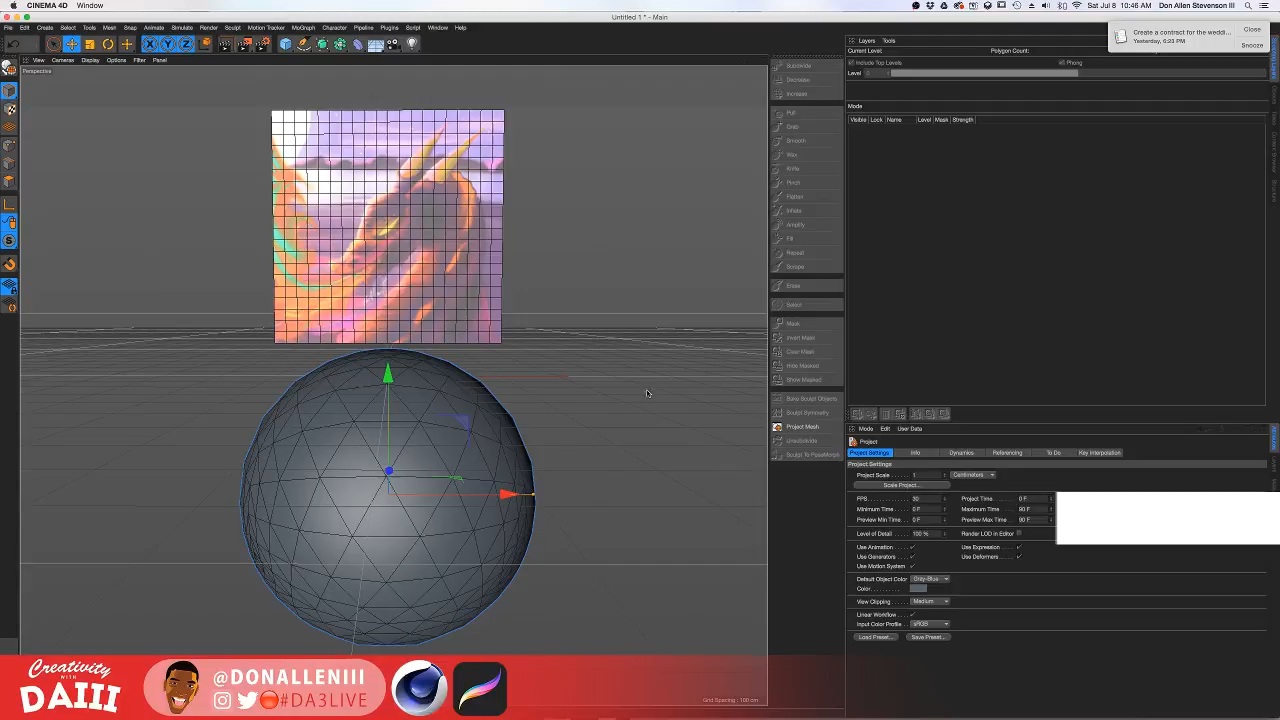 CINEMA 4D Window
Sat Jul 8 10:46 AM Don Allen Stevenson III
Untitled 1 * - Main
File Edit Create Select Tools Mesh Snap Animate Simulate Render Sculpt Motion Tracker MoGraph Character Pipeline Plugins Script Window Help
Create a contract for the weddi...
Yesterday, 6:23 PM
Close
Snooze
X Y Z
View Cameras Display Options Filter Panel
Perspective
Subdivide
Decrease
Increase
Pull
Grab
Smooth
Wax
Knife
Pinch
Flatten
Inflate
Amplify
Fill
Repeat
Scrape
Erase
Select
Mask
Invert Mask
Clear Mask
Hide Masked
Show Masked
Bake Sculpt Objects
Sculpt Symmetry
Project Mesh
Unsubdivide
Sculpt To PoseMorph
Layers Tools
Current Level: Polygon Count:
Include Top Levels Phong
Level
Mode
Visible Lock Name Level Mask Strength
Mode Edit User Data
Project
Project Settings Info Dynamics Referencing To Do Key Interpolation
Project Settings
Project Scale 1 Centimeters
Scale Project...
FPS 30 Project Time 0 F
Minimum Time 0 F Maximum Time 90 F
Preview Min Time 0 F Preview Max Time 90 F
Level of Detail 100 % Render LOD in Editor
Use Animation Use Expression
Use Generators Use Deformers
Use Motion System
Default Object Color Gray-Blue
Color
View Clipping Medium
Linear Workflow
Input Color Profile sRGB
Load Preset... Save Preset...
Grid Spacing : 100 cm
Creativity
WITH
DAIII
@DONALLENIII
#DA3LIVE